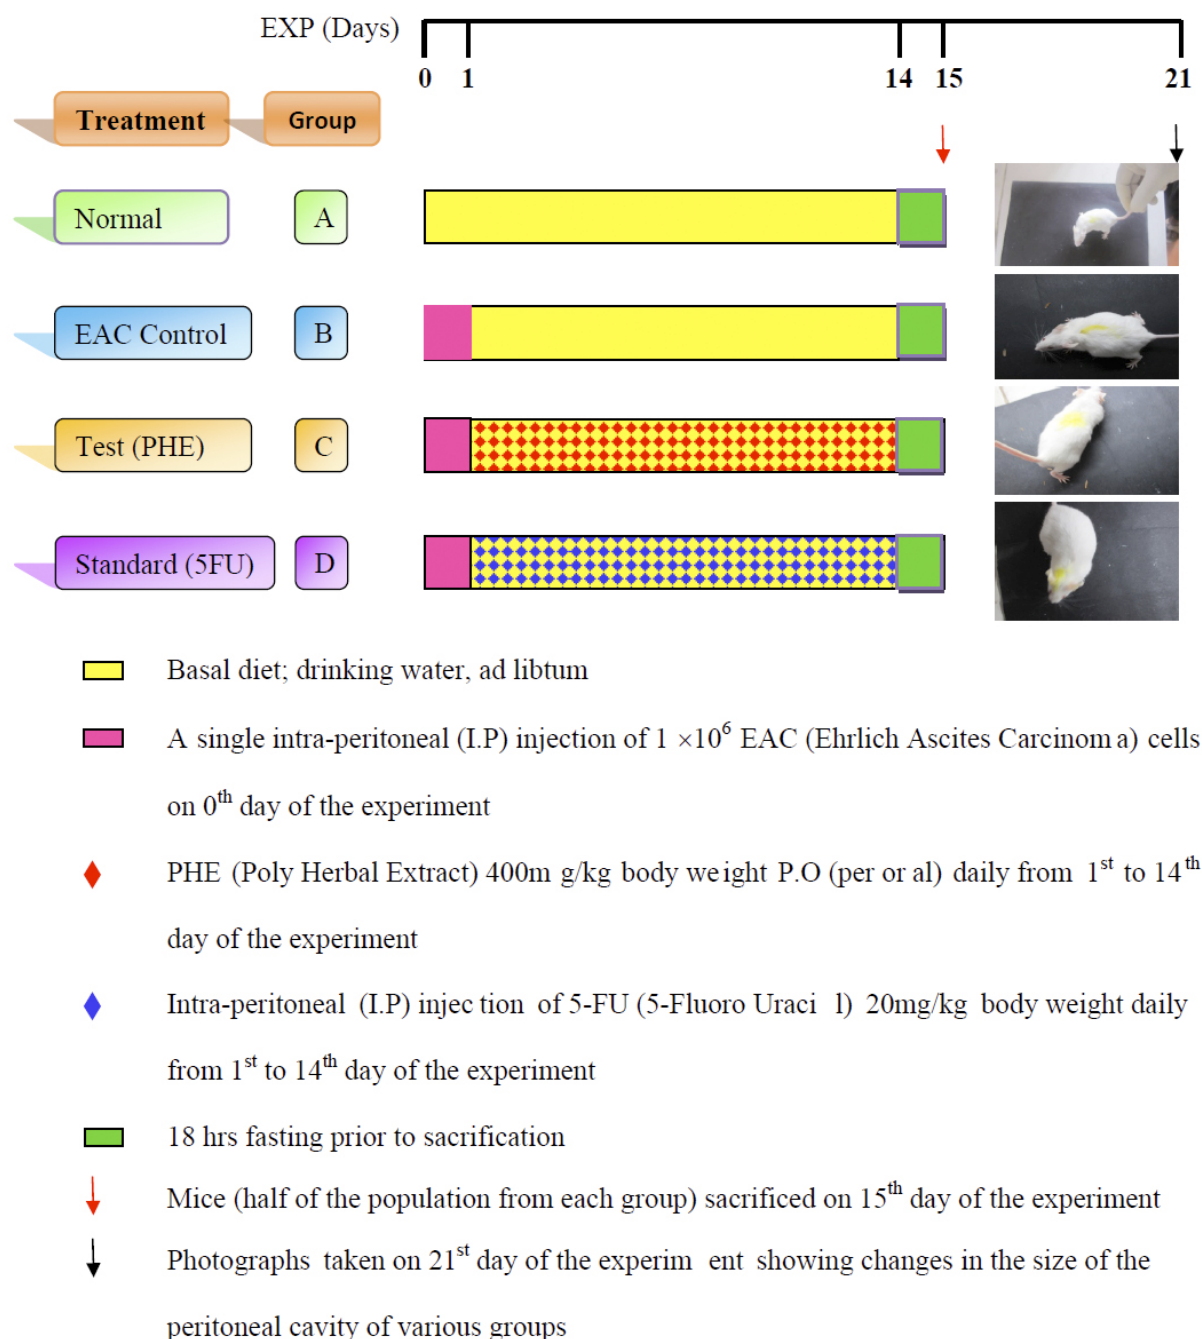 EXP (Days)
0 1 14 15 21
Treatment Group
Normal A
EAC Control B
Test (PHE) C
Standard (5FU) D
Basal diet; drinking water, ad libtum
A single intra-peritoneal (I.P) injection of 1 ×10⁶ EAC (Ehrlich Ascites Carcinom a) cells
on 0th day of the experiment
PHE (Poly Herbal Extract) 400m g/kg body we ight P.O (per or al) daily from 1st to 14th
day of the experiment
Intra-peritoneal (I.P) injec tion of 5-FU (5-Fluoro Uraci l) 20mg/kg body weight daily
from 1st to 14th day of the experiment
18 hrs fasting prior to sacrification
Mice (half of the population from each group) sacrificed on 15th day of the experiment
Photographs taken on 21st day of the experim ent showing changes in the size of the
peritoneal cavity of various groups